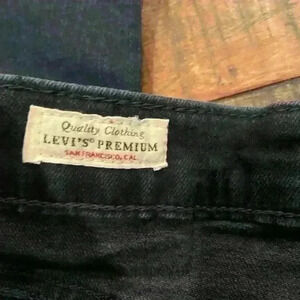 Quality Clothing
LEVI'S® PREMIUM
SAN FRANCISCO, CAL.